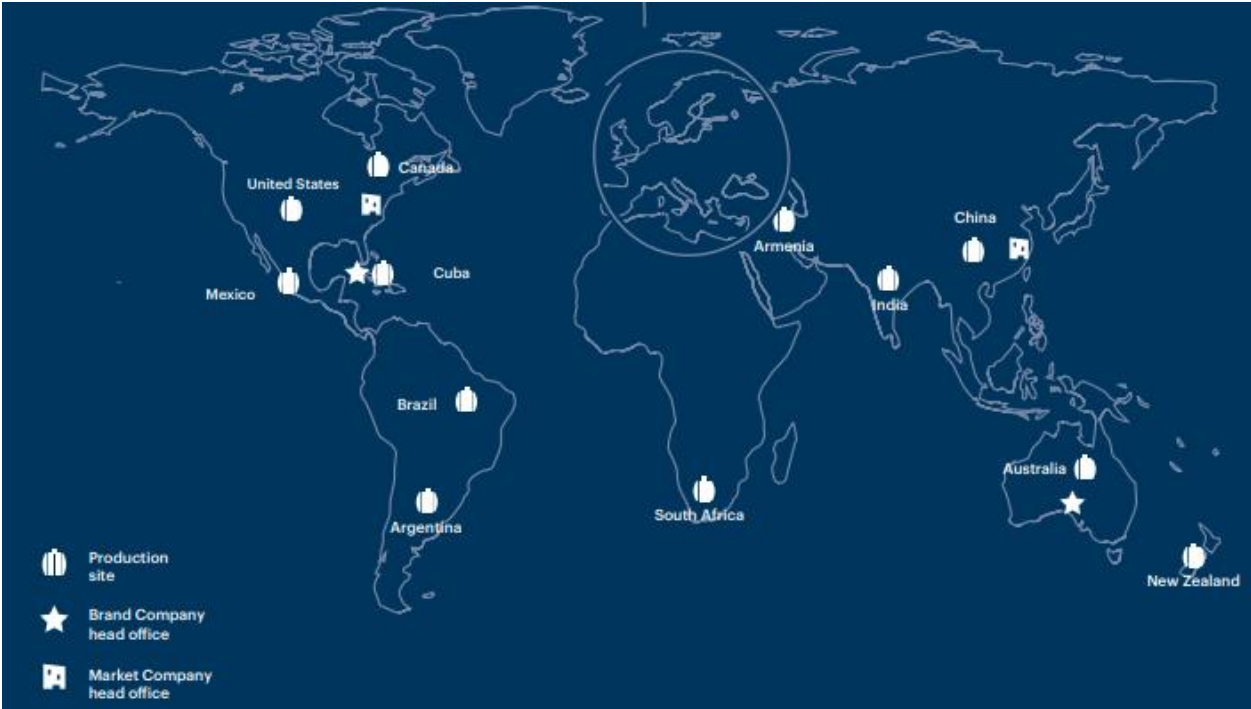 Canada
United States
China
Armenia
Cuba
Mexico
India
Brazil
Australia
South Africa
Argentina
Production
site
New Zealand
Brand Company
head office
Market Company
head office